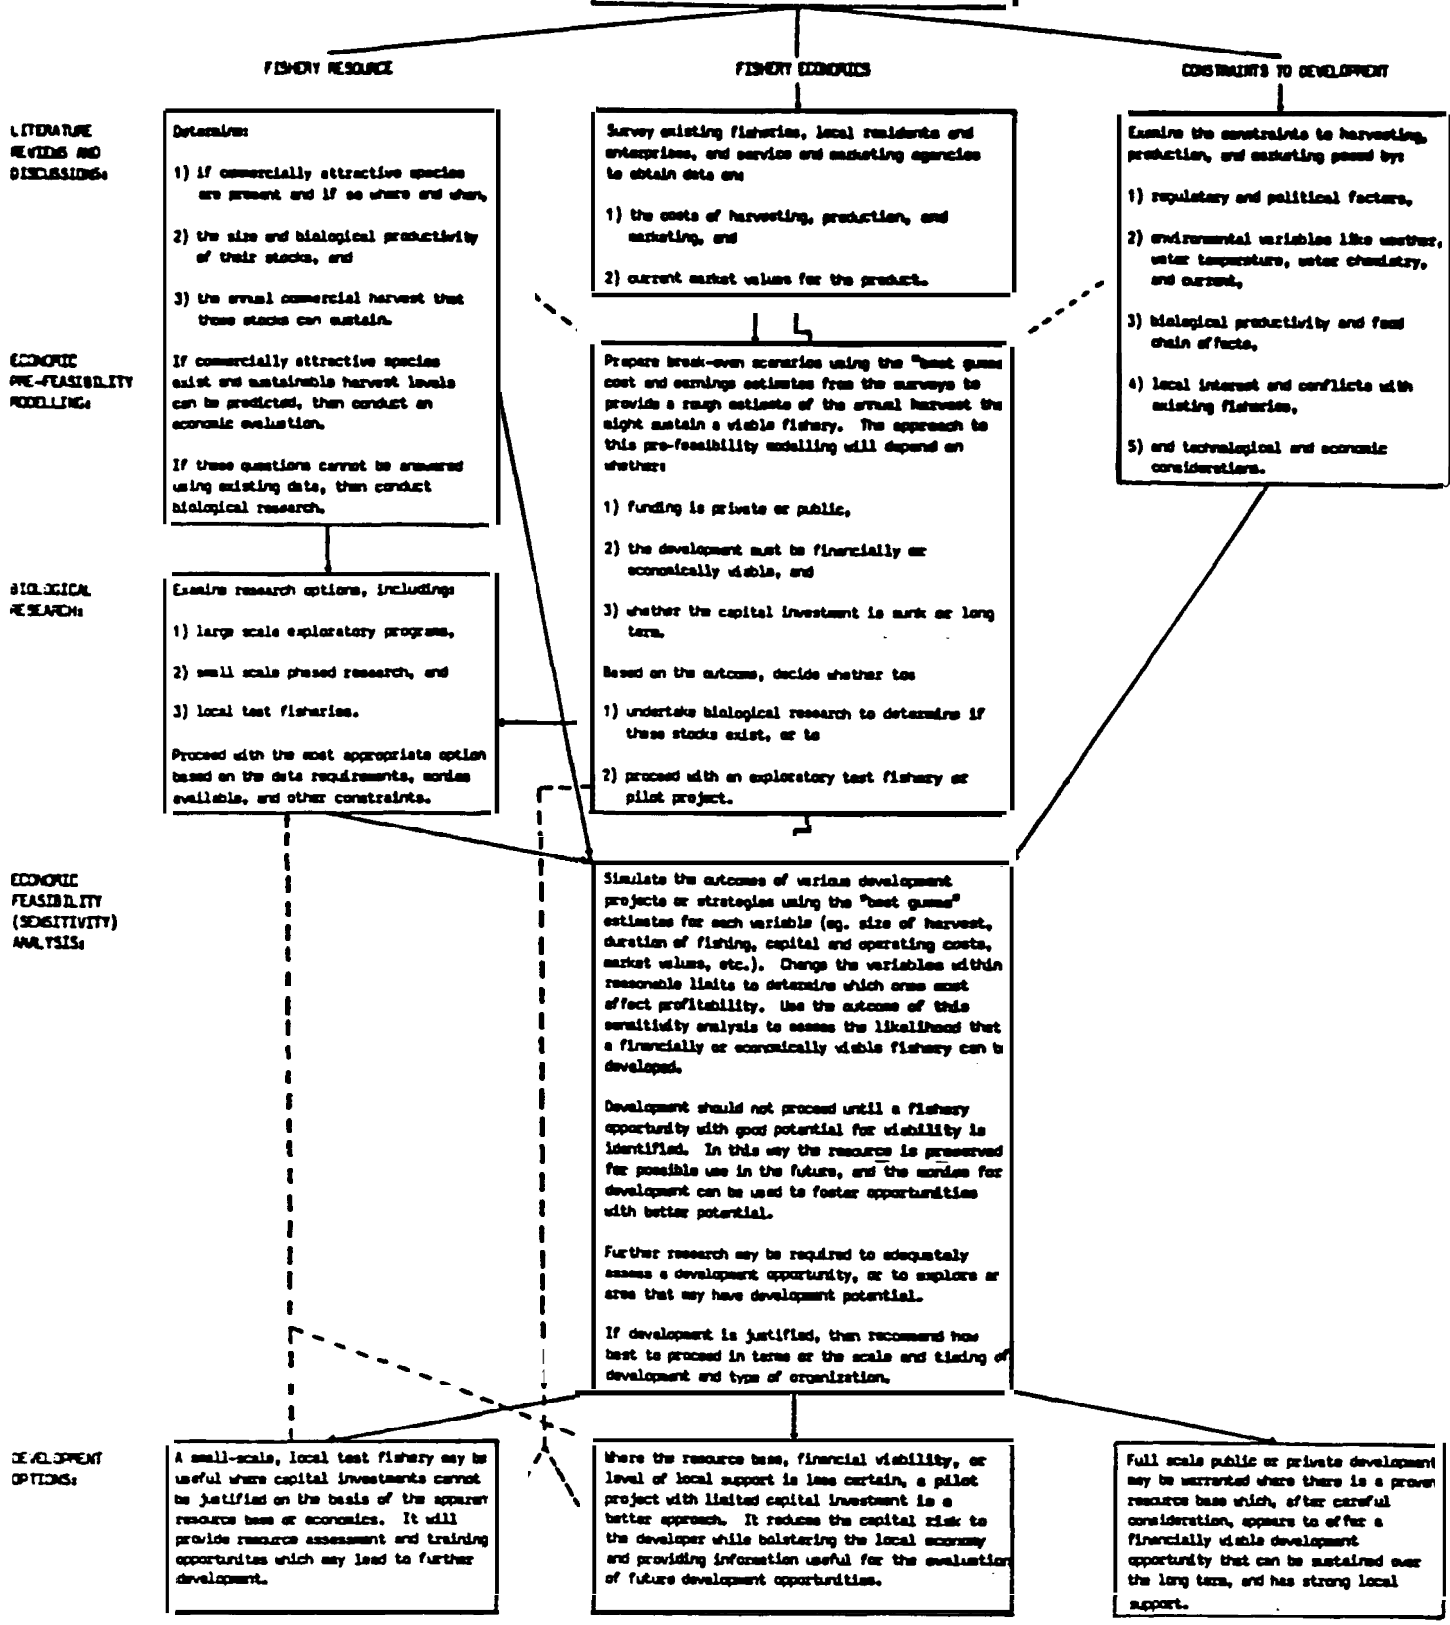 FISHERY RESOURCE
FISHERY ECONOMICS
CONSTRAINTS TO DEVELOPMENT
LITERATURE
REVIEWS AND
DISCUSSIONS:
Determine:
1) if commercially attractive species
are present and if so where and when,
2) the size and biological productivity
of their stocks, and
3) the annual commercial harvest that
those stocks can sustain.
If commercially attractive species
exist and sustainable harvest levels
can be predicted, then conduct an
economic evaluation.
If these questions cannot be answered
using existing data, then conduct
biological research.
Survey existing fisheries, local residents and
enterprises, and service and marketing agencies
to obtain data on:
1) the costs of harvesting, production, and
marketing, and
2) current market values for the product.
Examine the constraints to harvesting,
production, and marketing posed by:
1) regulatory and political factors,
2) environmental variables like weather,
water temperature, water chemistry,
and current,
3) biological productivity and food
chain effects,
4) local interest and conflicts with
existing fisheries,
5) and technological and economic
considerations.
ECONOMIC
PRE-FEASIBILITY
MODELLING:
Prepare break-even scenarios using the "best guess
cost and earnings estimates from the surveys to
provide a rough estimate of the annual harvest tha
might sustain a viable fishery. The approach to
this pre-feasibility modelling will depend on
whether:
1) funding is private or public,
2) the development must be financially or
economically viable, and
3) whether the capital investment is sunk or long
term.
Based on the outcome, decide whether to:
1) undertake biological research to determine if
these stocks exist, or to
2) proceed with an exploratory test fishery or
pilot project.
BIOLOGICAL
RESEARCH:
Examine research options, including:
1) large scale exploratory programs,
2) small scale phased research, and
3) local test fisheries.
Proceed with the most appropriate option
based on the data requirements, monies
available, and other constraints.
ECONOMIC
FEASIBILITY
(SENSITIVITY)
ANALYSIS:
Simulate the outcomes of various development
projects or strategies using the "best guess"
estimates for each variable (eg. size of harvest,
duration of fishing, capital and operating costs,
market values, etc.). Change the variables within
reasonable limits to determine which ones most
affect profitability. Use the outcome of this
sensitivity analysis to assess the likelihood that
a financially or economically viable fishery can b
developed.
Development should not proceed until a fishery
opportunity with good potential for viability is
identified. In this way the resource is preserved
for possible use in the future, and the monies for
development can be used to foster opportunities
with better potential.
Further research may be required to adequately
assess a development opportunity, or to explore ar
area that may have development potential.
If development is justified, then recommend how
best to proceed in terms or the scale and timing of
development and type of organization.
DEVELOPMENT
OPTIONS:
A small-scale, local test fishery may be
useful where capital investments cannot
be justified on the basis of the apparent
resource base or economics. It will
provide resource assessment and training
opportunites which may lead to further
development.
Where the resource base, financial viability, or
level of local support is less certain, a pilot
project with limited capital investment is a
better approach. It reduces the capital risk to
the developer while bolstering the local economy
and providing information useful for the evaluation
of future development opportunities.
Full scale public or private development
may be warranted where there is a proven
resource base which, after careful
consideration, appears to offer a
financially viable development
opportunity that can be sustained over
the long term, and has strong local
support.